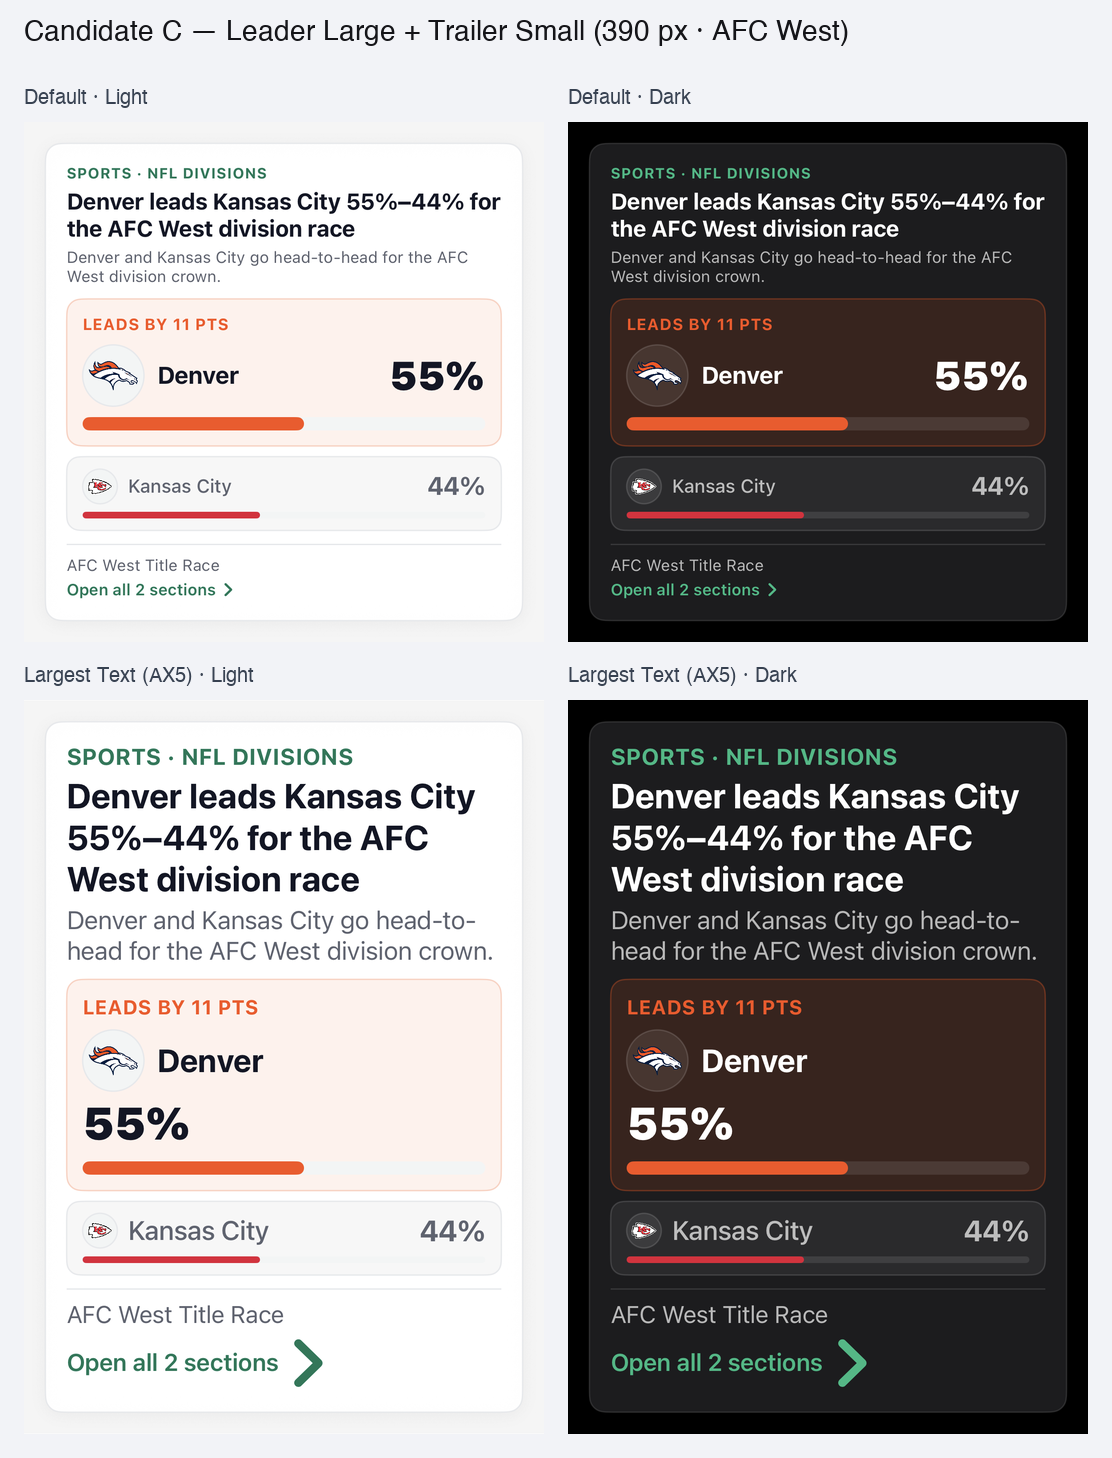 Candidate C — Leader Large + Trailer Small (390 px · AFC West)
Default · Light
SPORTS · NFL DIVISIONS
Denver leads Kansas City 55%–44% for
the AFC West division race
Denver and Kansas City go head-to-head for the AFC
West division crown.
LEADS BY 11 PTS
Denver 55%
Kansas City 44%
AFC West Title Race
Open all 2 sections
Default · Dark
SPORTS · NFL DIVISIONS
Denver leads Kansas City 55%–44% for
the AFC West division race
Denver and Kansas City go head-to-head for the AFC
West division crown.
LEADS BY 11 PTS
Denver 55%
Kansas City 44%
AFC West Title Race
Open all 2 sections
Largest Text (AX5) · Light
SPORTS · NFL DIVISIONS
Denver leads Kansas City
55%–44% for the AFC
West division race
Denver and Kansas City go head-to-
head for the AFC West division crown.
LEADS BY 11 PTS
Denver
55%
Kansas City 44%
AFC West Title Race
Open all 2 sections
Largest Text (AX5) · Dark
SPORTS · NFL DIVISIONS
Denver leads Kansas City
55%–44% for the AFC
West division race
Denver and Kansas City go head-to-
head for the AFC West division crown.
LEADS BY 11 PTS
Denver
55%
Kansas City 44%
AFC West Title Race
Open all 2 sections